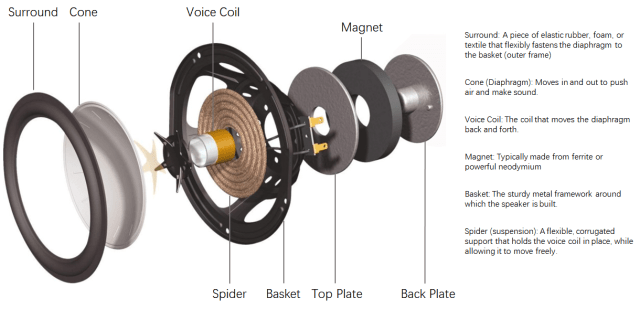 Surround Cone
Voice Coil
Magnet
Spider
Basket
Top Plate
Back Plate
Surround: A piece of elastic rubber, foam, or
textile that flexibly fastens the diaphragm to
the basket (outer frame)
Cone (Diaphragm): Moves in and out to push
air and make sound.
Voice Coil: The coil that moves the diaphragm
back and forth.
Magnet: Typically made from ferrite or
powerful neodymium
Basket: The sturdy metal framework around
which the speaker is built.
Spider (suspension): A flexible, corrugated
support that holds the voice coil in place, while
allowing it to move freely.